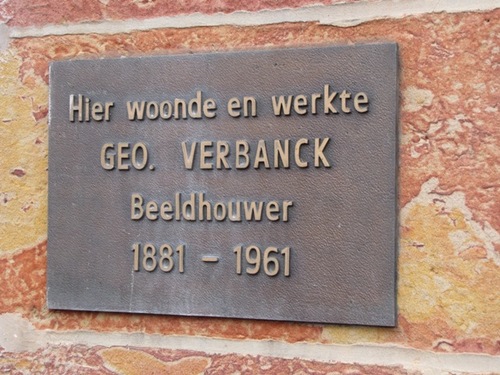 Hier woonde en werkte
GEO. VERBANCK
Beeldhouwer
1881 - 1961